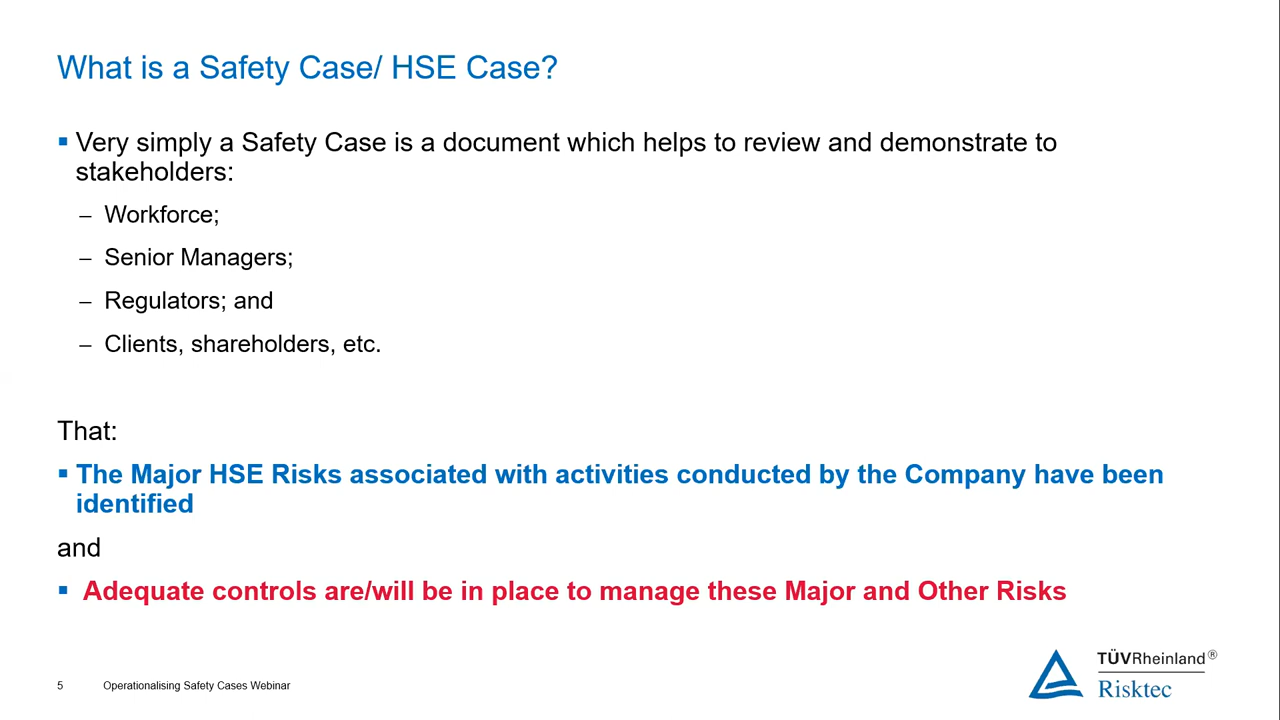 What is a Safety Case/ HSE Case?
▪ Very simply a Safety Case is a document which helps to review and demonstrate to
stakeholders:
– Workforce;
– Senior Managers;
– Regulators; and
– Clients, shareholders, etc.
That:
▪ The Major HSE Risks associated with activities conducted by the Company have been
identified
and
▪ Adequate controls are/will be in place to manage these Major and Other Risks
TÜVRheinland®
Risktec
5 Operationalising Safety Cases Webinar